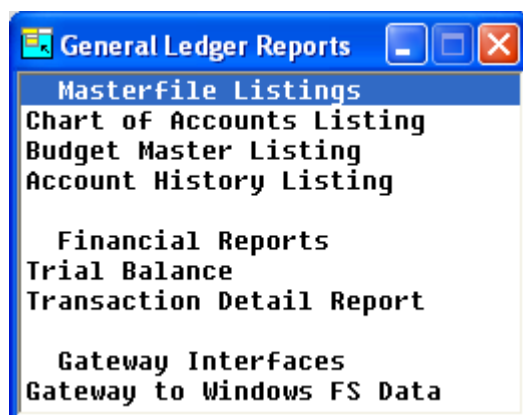 General Ledger Reports
Masterfile Listings
Chart of Accounts Listing
Budget Master Listing
Account History Listing
Financial Reports
Trial Balance
Transaction Detail Report
Gateway Interfaces
Gateway to Windows FS Data